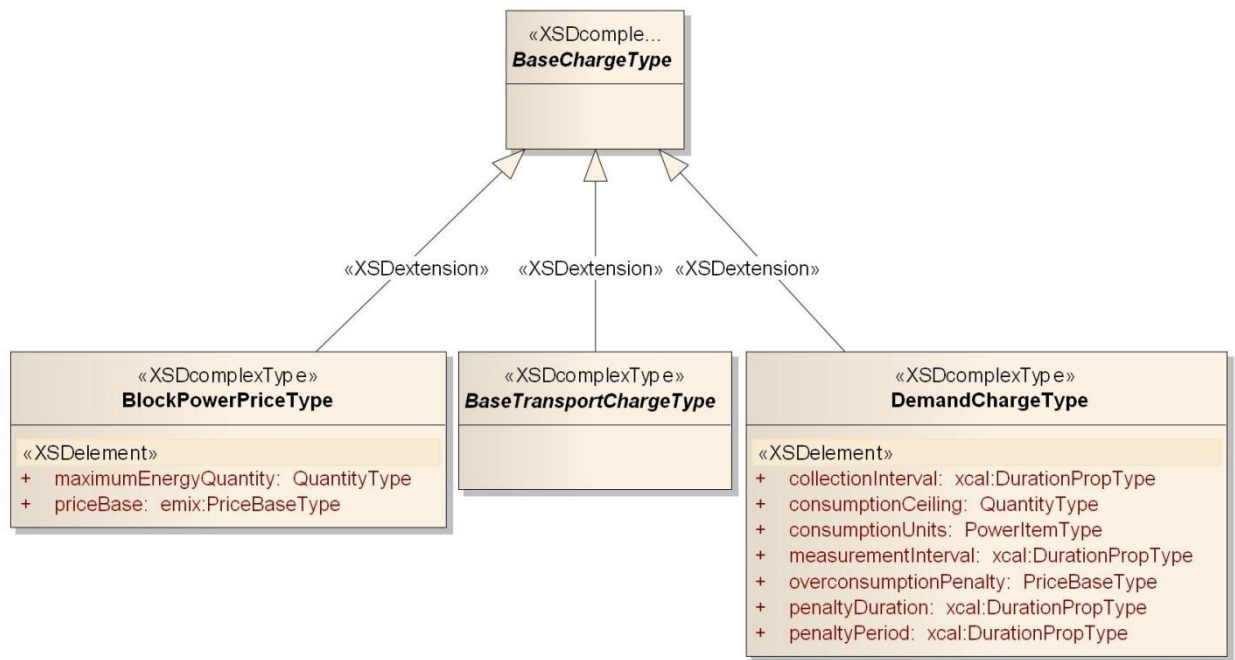 «XSDcomple...
BaseChargeType
«XSDextension» «XSDextension» «XSDextension»
«XSDcomplexType»
BlockPowerPriceType
«XSDelement»
+ maximumEnergyQuantity: QuantityType
+ priceBase: emix:PriceBaseType
«XSDcomplexType»
BaseTransportChargeType
«XSDcomplexType»
DemandChargeType
«XSDelement»
+ collectionInterval: xcal:DurationPropType
+ consumptionCeiling: QuantityType
+ consumptionUnits: PowerItemType
+ measurementInterval: xcal:DurationPropType
+ overconsumptionPenalty: PriceBaseType
+ penaltyDuration: xcal:DurationPropType
+ penaltyPeriod: xcal:DurationPropType